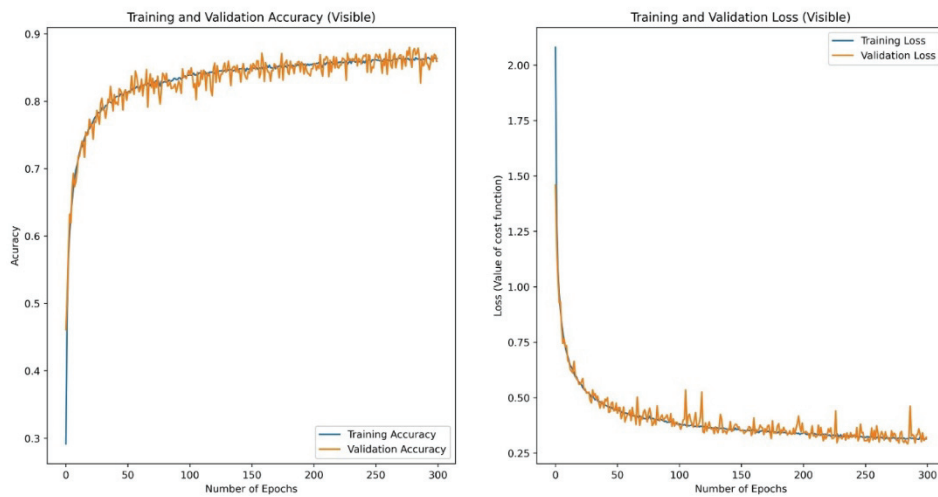 Training and Validation Accuracy (Visible)
0.9
0.8
0.7
0.6
0.5
0.4
0.3
Acuracy
Training Accuracy
Validation Accuracy
0
50
100
150
200
250
300
Number of Epochs
Training and Validation Loss (Visible)
Training Loss
Validation Loss
2.00
1.75
1.50
1.25
1.00
0.75
0.50
0.25
Loss (Value of cost function)
0
50
100
150
200
250
300
Number of Epochs